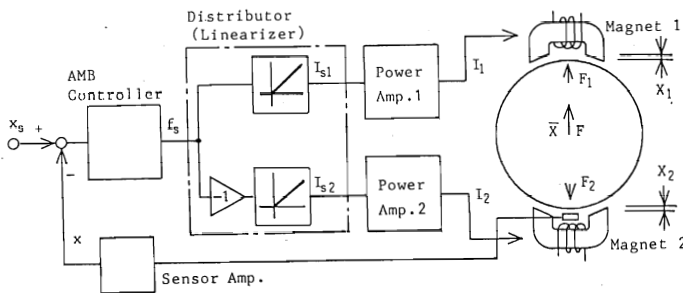 Distributor
(Linearizer)
Magnet 1
AMB
Controller
I_s1
Power
Amp.1
I_1
F_1
X_1
x_s
+
f_s
X̄
F
−
-1
I_s2
Power
Amp.2
I_2
F_2
X_2
x
Sensor Amp.
Magnet 2